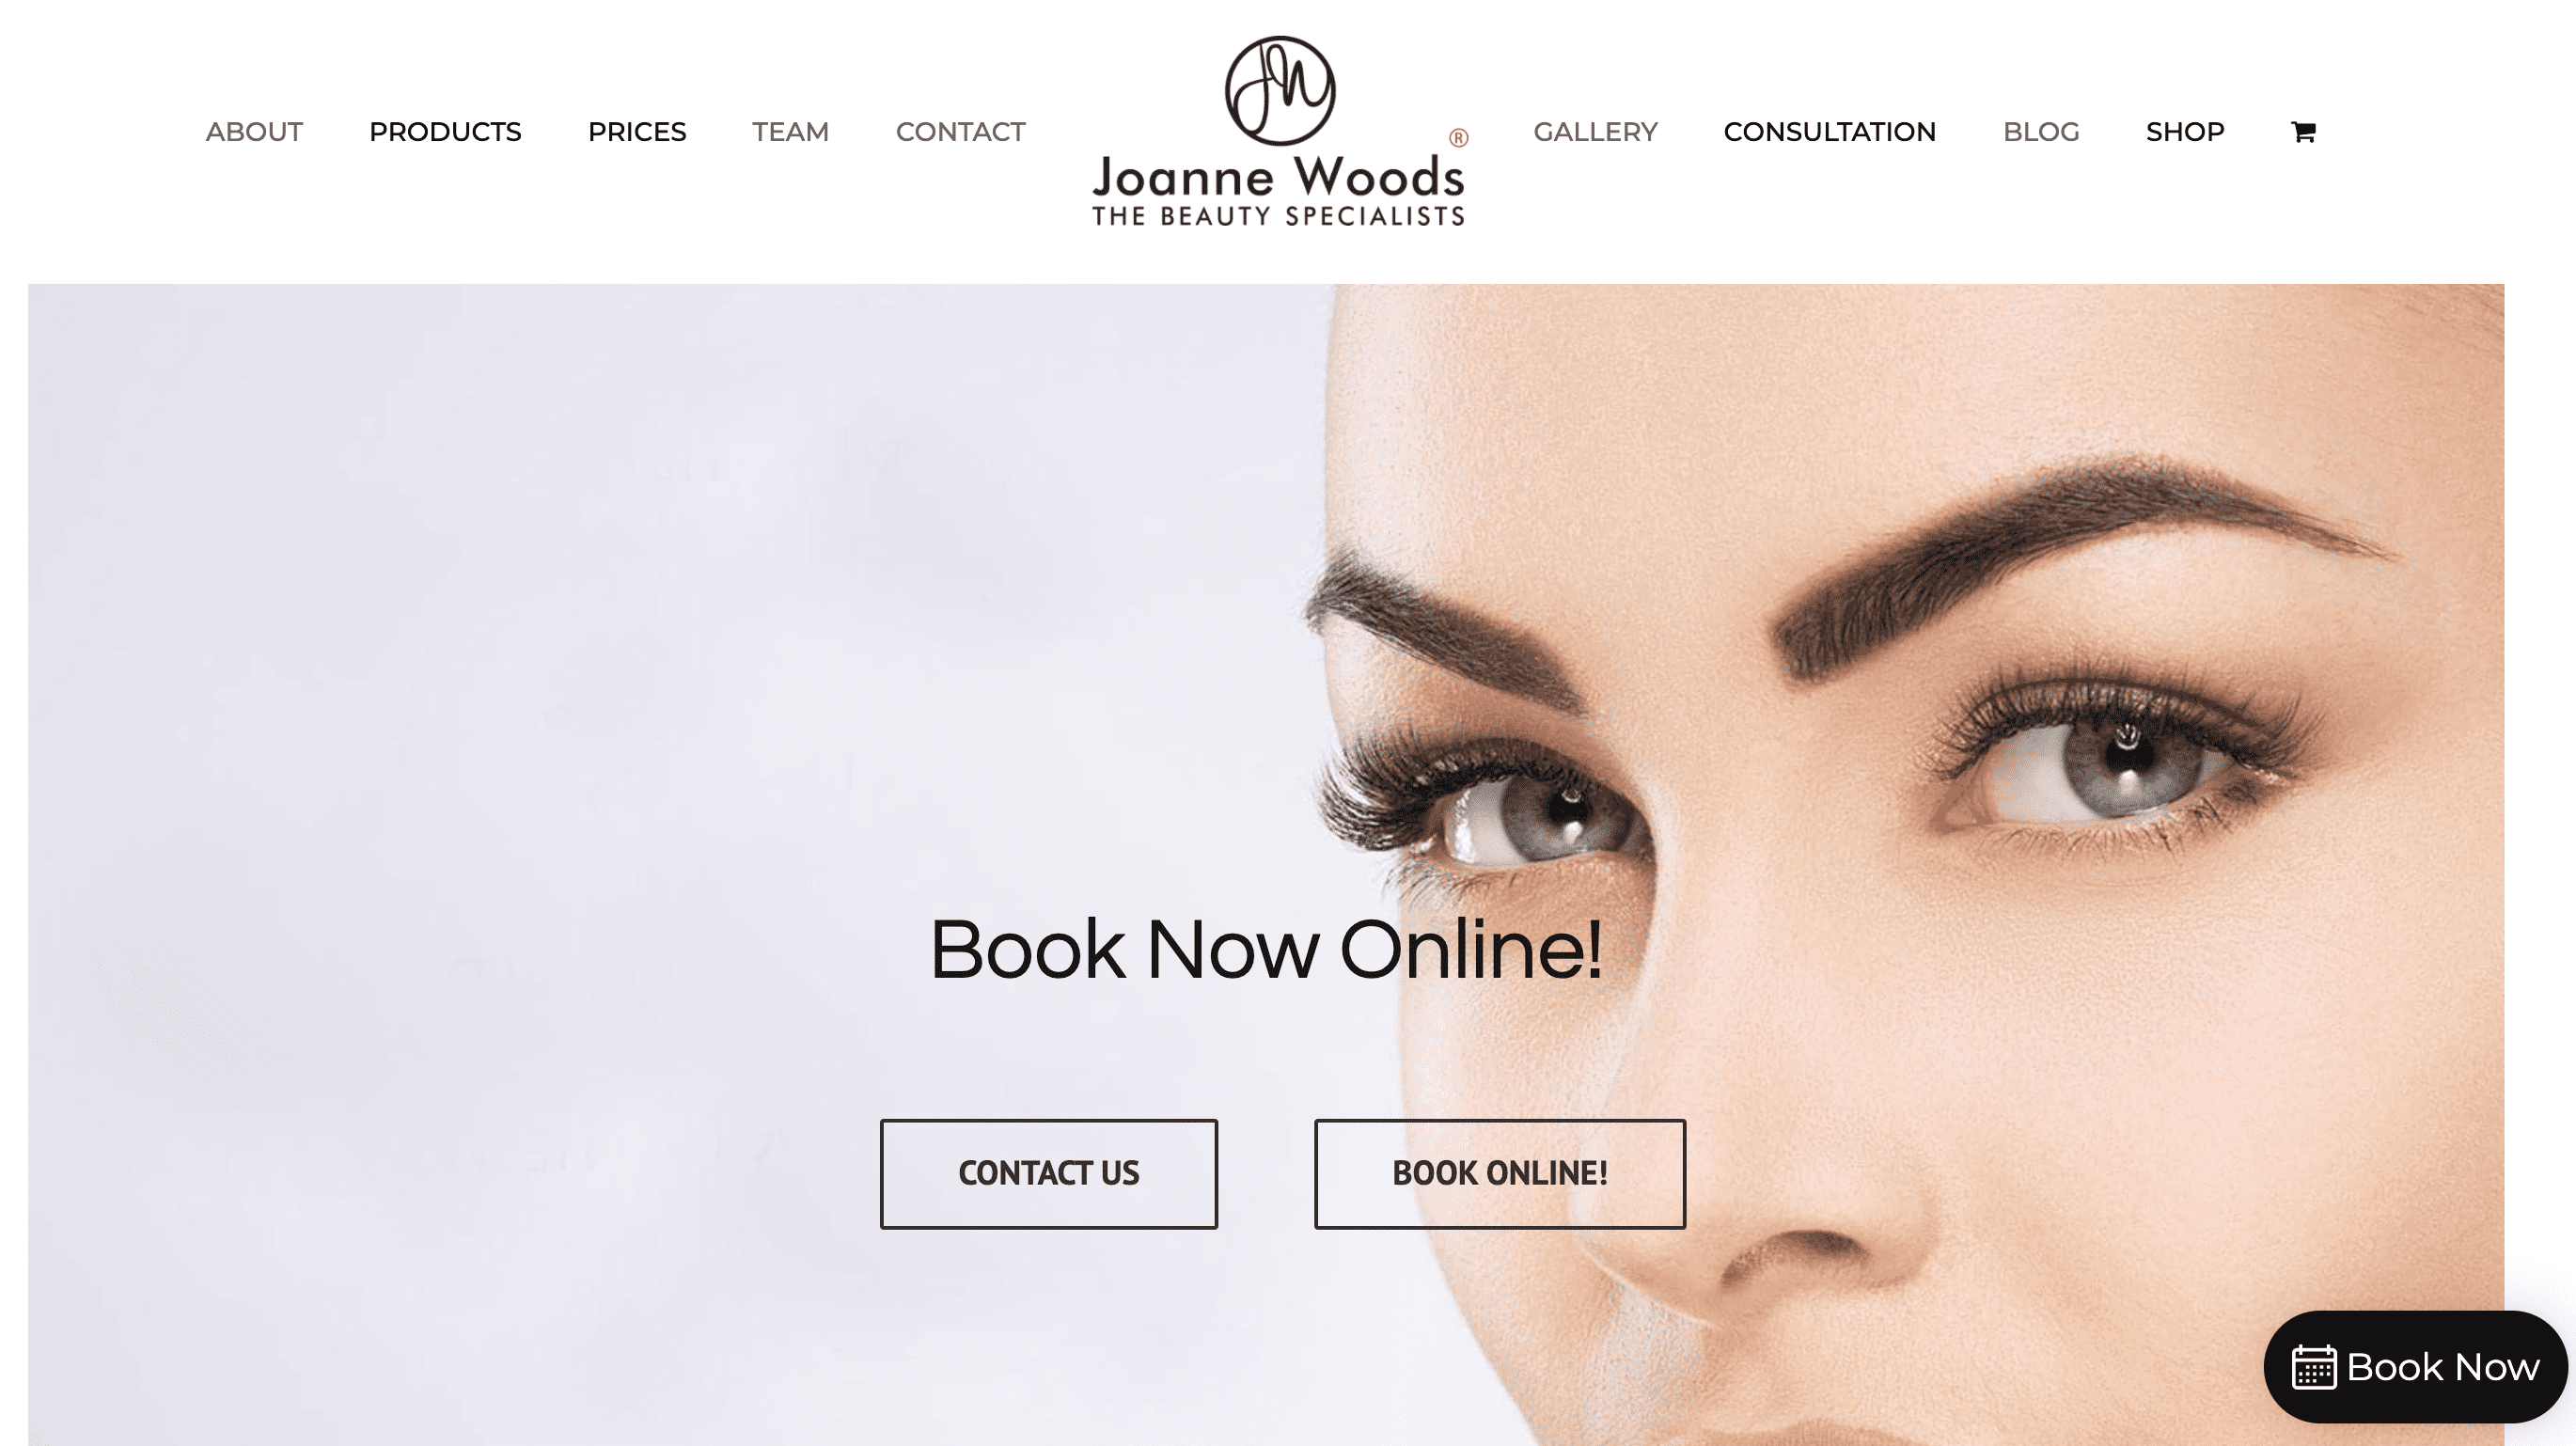 ABOUT PRODUCTS PRICES TEAM CONTACT
JW
®
Joanne Woods
THE BEAUTY SPECIALISTS
GALLERY CONSULTATION BLOG SHOP
Book Now Online!
CONTACT US
BOOK ONLINE!
Book Now